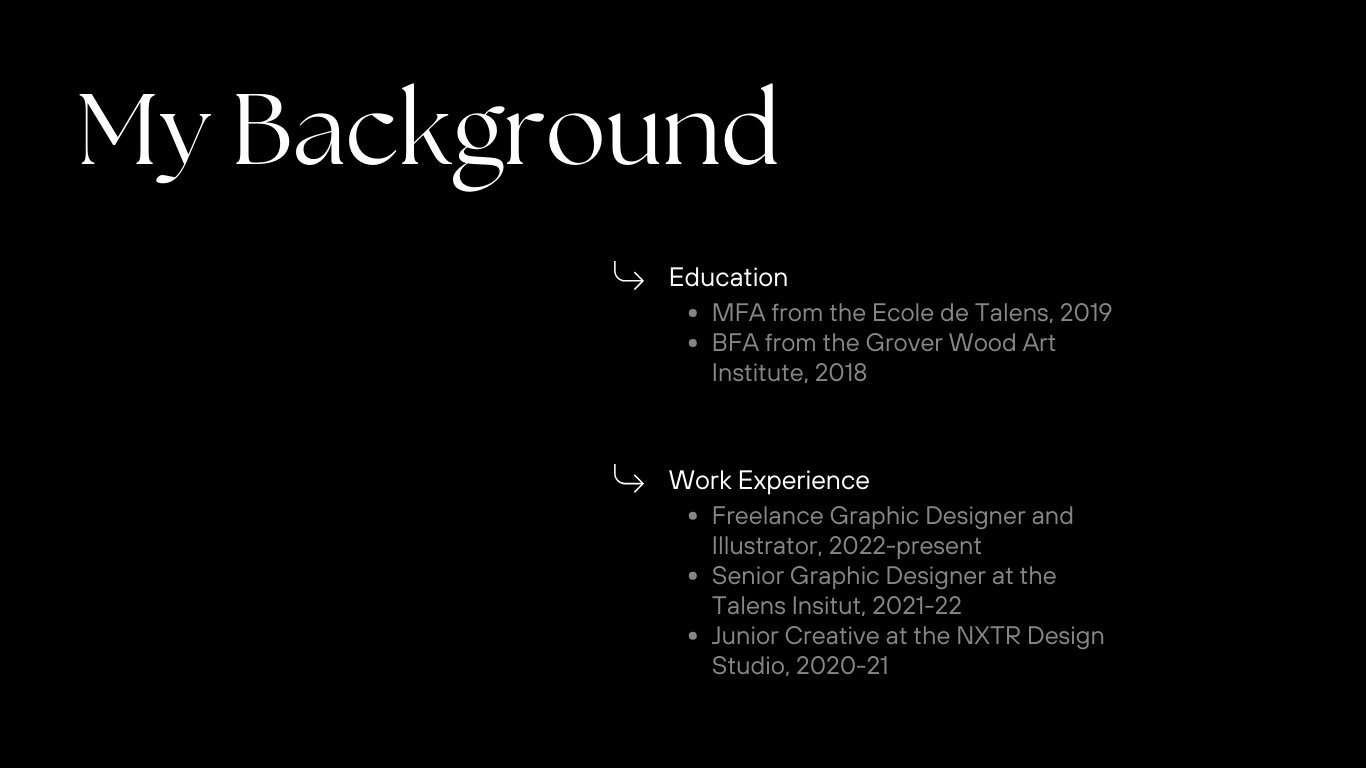 My Background
Education
• MFA from the Ecole de Talens, 2019
• BFA from the Grover Wood Art
Institute, 2018
Work Experience
• Freelance Graphic Designer and
Illustrator, 2022-present
• Senior Graphic Designer at the
Talens Insitut, 2021-22
• Junior Creative at the NXTR Design
Studio, 2020-21